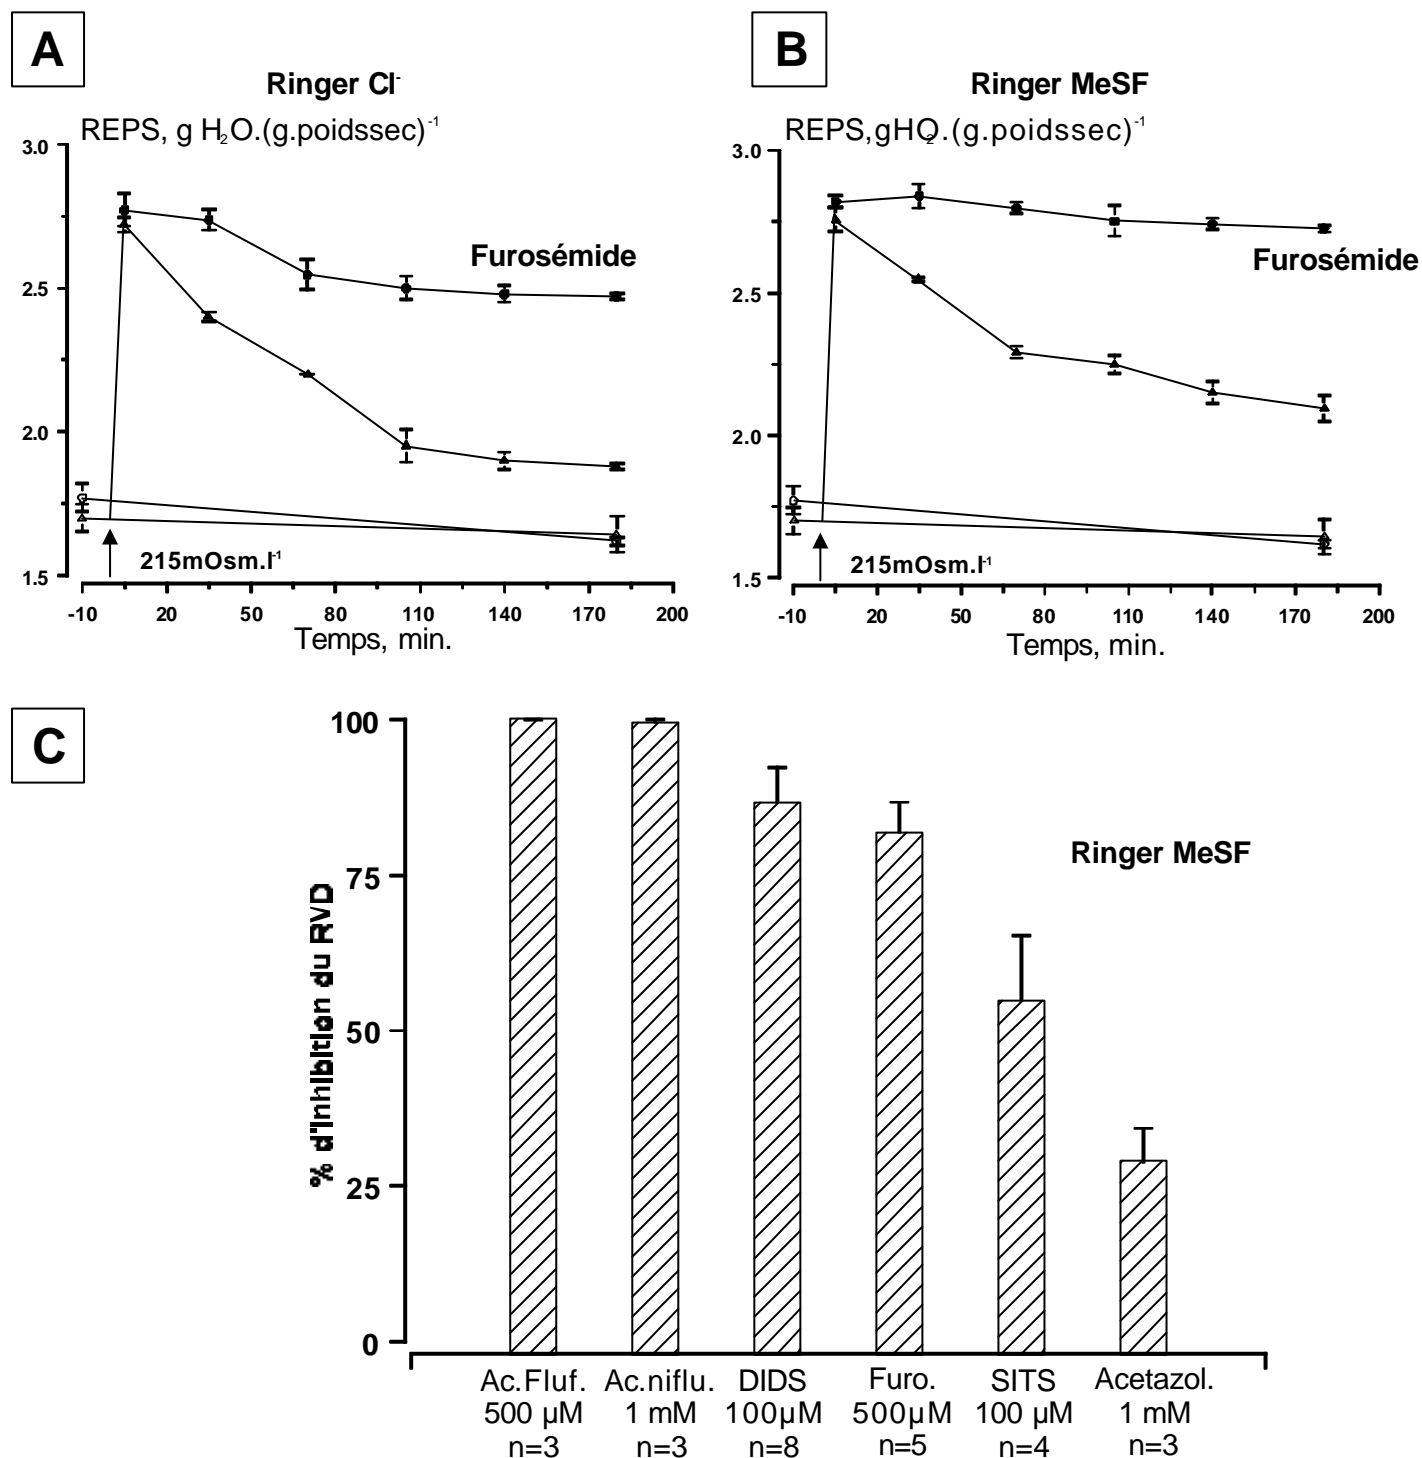 A
Ringer Cl-
REPS, g H2O.(g.poidssec)-1
3.0
2.5
2.0
1.5
Furosémide
215mOsm.l-1
-10 20 50 80 110 140 170 200
Temps, min.
B
Ringer MeSF
REPS,gHO2.(g.poidssec)-1
3.0
2.5
2.0
1.5
Furosémide
215mOsm.l-1
-10 20 50 80 110 140 170 200
Temps, min.
C
% d'inhibition du RVD
100
75
50
25
0
Ringer MeSF
Ac.Fluf. Ac.niflu. DIDS Furo. SITS Acetazol.
500 µM 1 mM 100µM 500µM 100 µM 1 mM
n=3 n=3 n=8 n=5 n=4 n=3